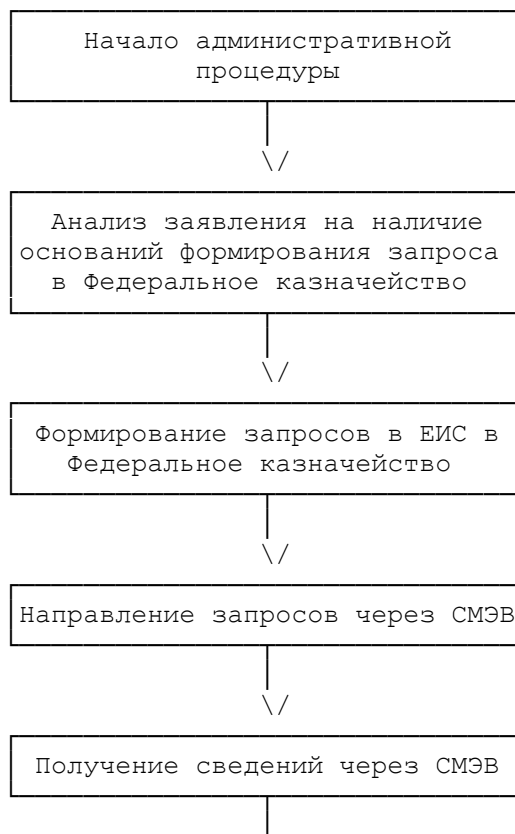 Начало административной
процедуры
\/
Анализ заявления на наличие
оснований формирования запроса
в Федеральное казначейство
\/
Формирование запросов в ЕИС в
Федеральное казначейство
\/
Направление запросов через СМЭВ
\/
Получение сведений через СМЭВ